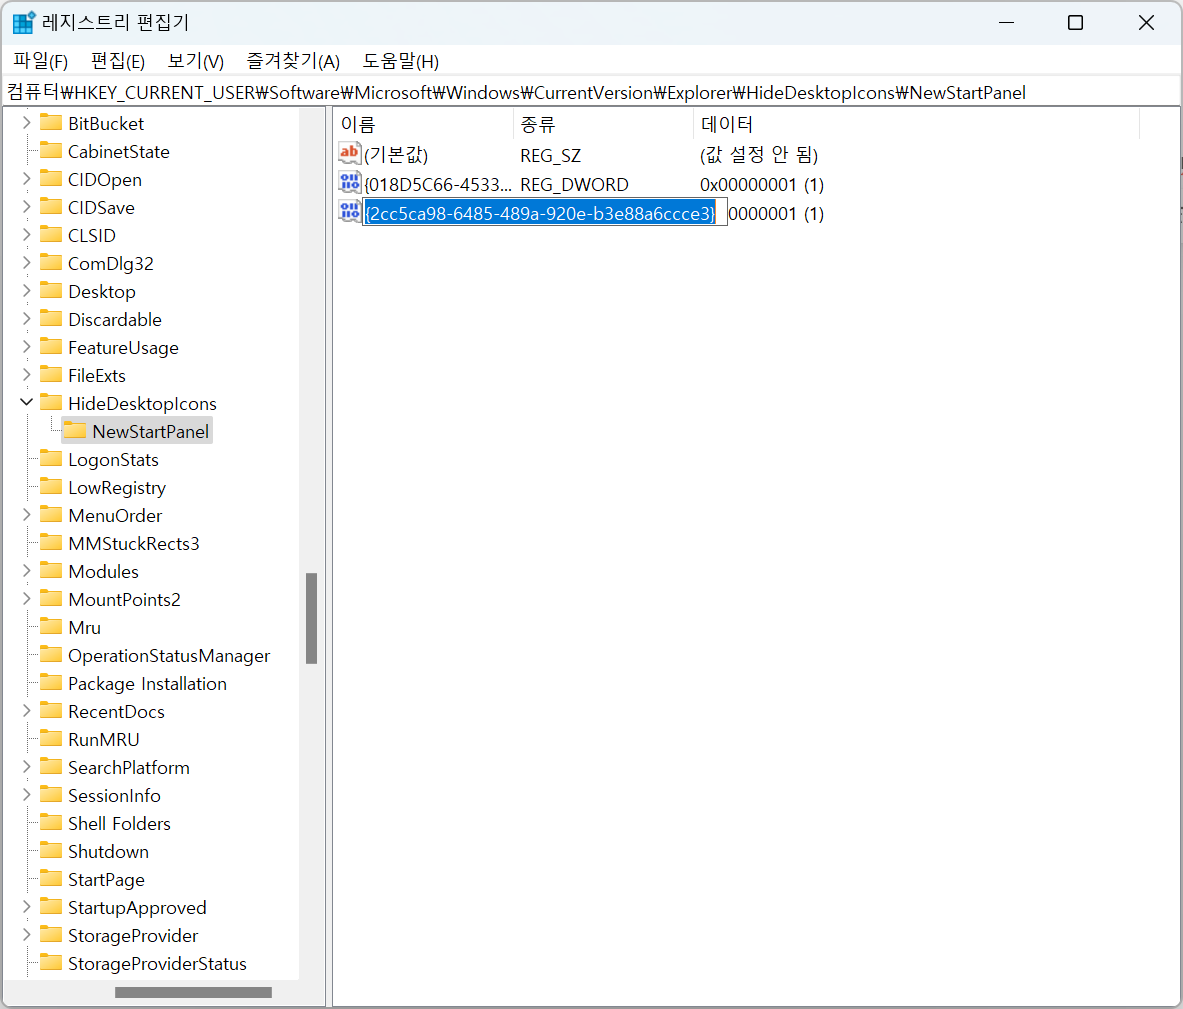 레지스트리 편집기
파일(F) 편집(E) 보기(V) 즐겨찾기(A) 도움말(H)
컴퓨터₩HKEY_CURRENT_USER₩Software₩Microsoft₩Windows₩CurrentVersion₩Explorer₩HideDesktopIcons₩NewStartPanel
BitBucket
CabinetState
CIDOpen
CIDSave
CLSID
ComDlg32
Desktop
Discardable
FeatureUsage
FileExts
HideDesktopIcons
NewStartPanel
LogonStats
LowRegistry
MenuOrder
MMStuckRects3
Modules
MountPoints2
Mru
OperationStatusManager
Package Installation
RecentDocs
RunMRU
SearchPlatform
SessionInfo
Shell Folders
Shutdown
StartPage
StartupApproved
StorageProvider
StorageProviderStatus
이름 종류 데이터
(기본값) REG_SZ (값 설정 안 됨)
{018D5C66-4533... REG_DWORD 0x00000001 (1)
{2cc5ca98-6485-489a-920e-b3e88a6ccce3} 0000001 (1)